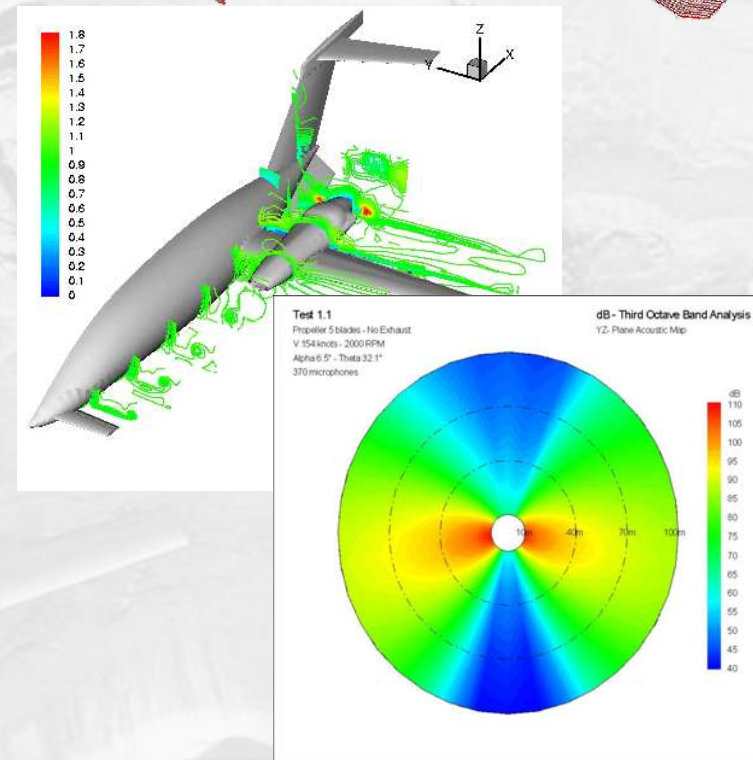 1.8
1.7
1.6
1.5
1.4
1.3
1.2
1.1
1
0.9
0.8
0.7
0.6
0.5
0.4
0.3
0.2
0.1
0
Z
Y
X
Test 1.1
Propeller 5 blades - No Exhaust
V 154 knots - 2000 RPM
Alpha 6.5° - Theta 32.1°
370 microphones
dB - Third Octave Band Analysis
YZ- Plane Acoustic Map
10m 40m 70m 100m
dB
110
105
100
95
90
85
80
75
70
65
60
55
50
45
40